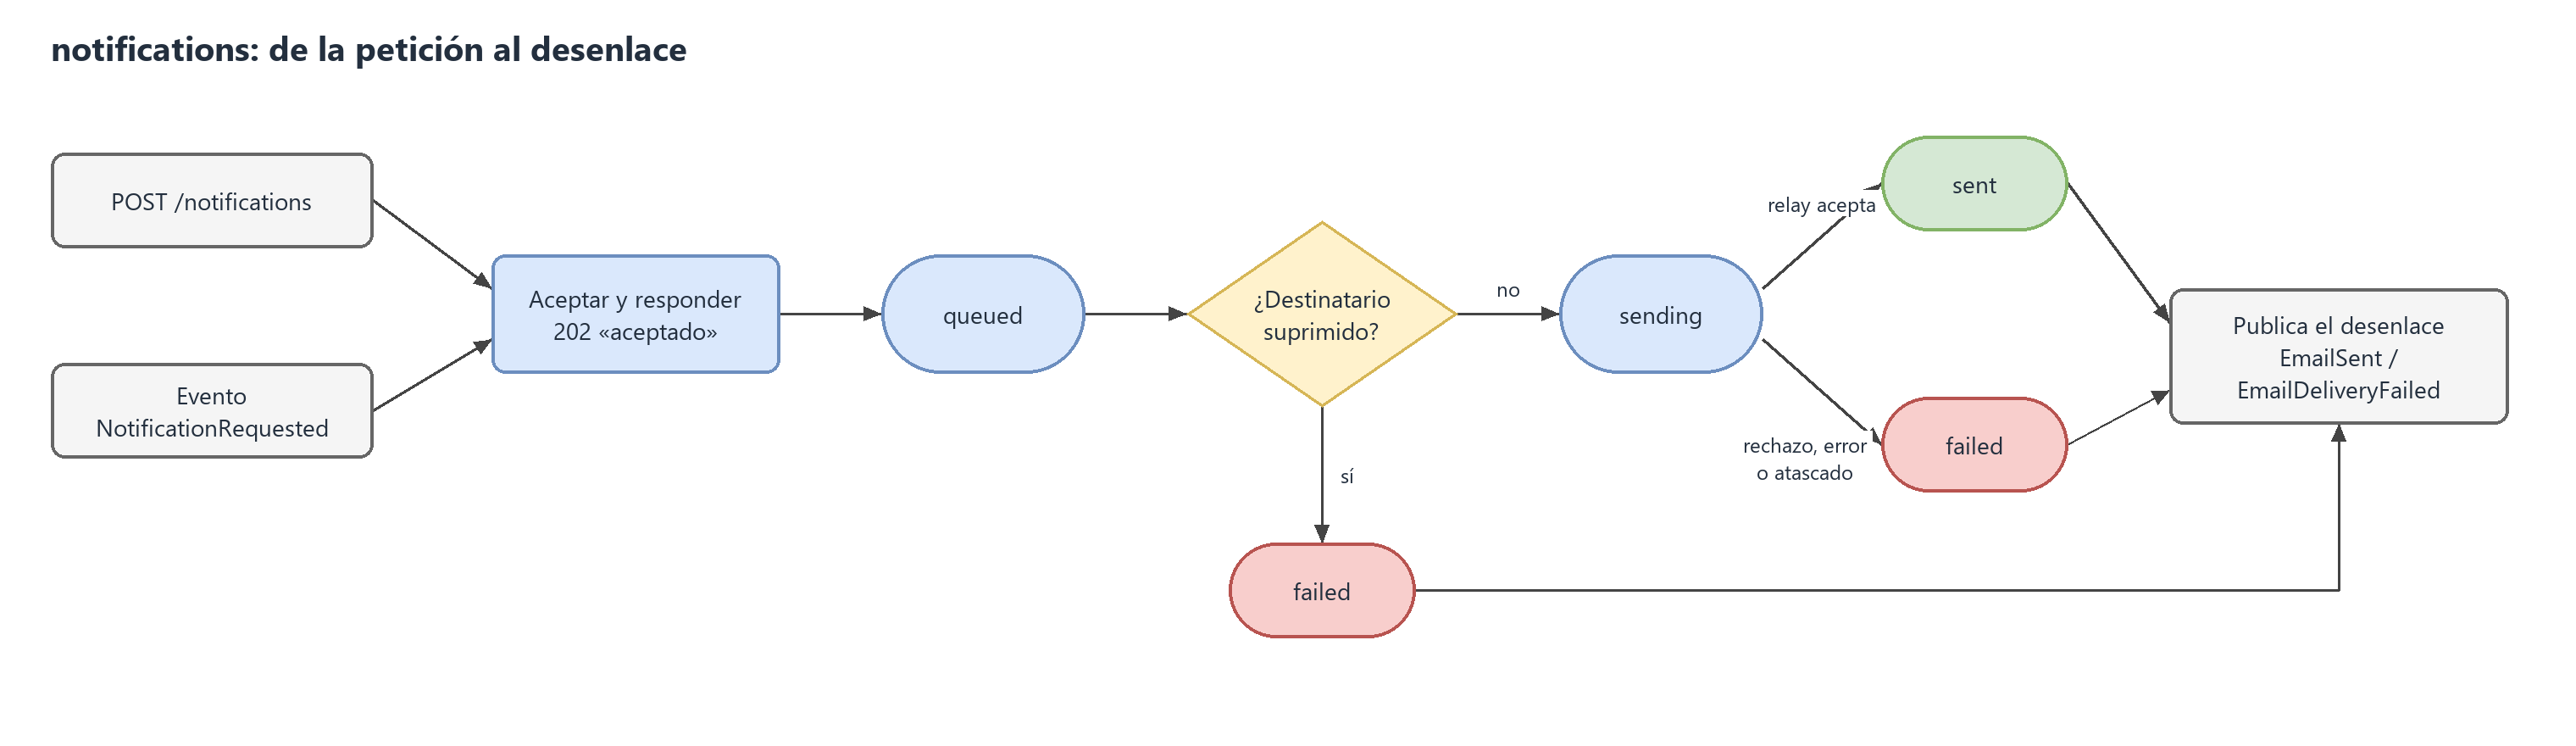 notifications: de la petición al desenlace
POST /notifications
Evento
NotificationRequested
Aceptar y responder
202 «aceptado»
queued
¿Destinatario
suprimido?
no
sí
failed
sending
relay acepta
sent
rechazo, error
o atascado
failed
Publica el desenlace
EmailSent /
EmailDeliveryFailed